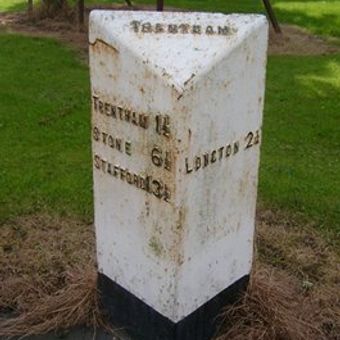 TRENTHAM
TRENTHAM 1½
STONE 6½
STAFFORD 13½
LONGTON 2½